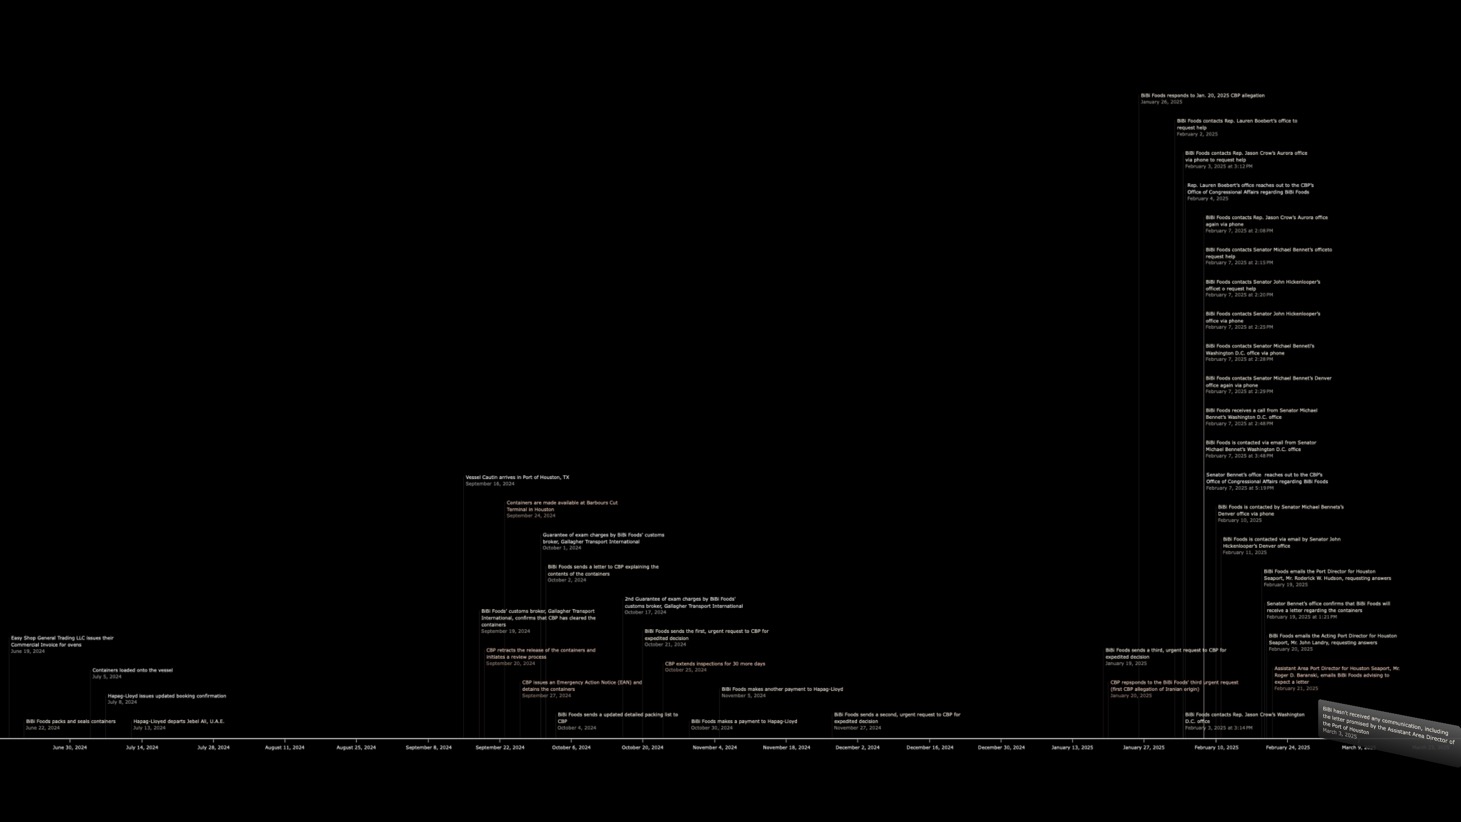 BiBi Foods responds to Jan. 20, 2025 CBP allegation
January 26, 2025
BiBi Foods contacts Rep. Lauren Boebert's office to
request help
February 2, 2025
BiBi Foods contacts Rep. Jason Crow's Aurora office
via phone to request help
February 3, 2025 at 3:12 PM
Rep. Lauren Boebert's office reaches out to the CBP's
Office of Congressional Affairs regarding BiBi Foods
February 4, 2025
BiBi Foods contacts Rep. Jason Crow's Aurora office
again via phone
February 7, 2025 at 2:08 PM
BiBi Foods contacts Senator Michael Bennet's officets
request help
February 7, 2025 at 2:15 PM
BiBi Foods contacts Senator John Hickenlooper's
officet o request help
February 7, 2025 at 2:20 PM
BiBi Foods contacts Senator John Hickenlooper's
office via phone
February 7, 2025 at 2:25 PM
BiBi Foods contacts Senator Michael Bennett's
Washington D.C. office via phone
February 7, 2025 at 2:28 PM
BiBi Foods contacts Senator Michael Bennet's Denver
office again via phone
February 7, 2025 at 2:29 PM
BiBi Foods receives a call from Senator Michael
Bennet's Washington D.C. office
February 7, 2025 at 2:48 PM
BiBi Foods is contacted via email from Senator
Michael Bennet's Washington D.C. office
February 7, 2025 at 3:48 PM
Senator Bennet's office reaches out to the CBP's
Office of Congressional Affairs regarding BiBi Foods
February 7, 2025 at 5:19 PM
BiBi Foods is contacted by Senator Michael Benneta's
Denver office via phone
February 10, 2025
BiBi Foods is contacted via email by Senator John
Hickenlooper's Denver office
February 11, 2025
BiBi Foods emails the Port Director for Houston
Seaport, Mr. Roderick W. Hudson, requesting answers
February 19, 2025
Senator Bennet's office confirms that BiBi Foods will
receive a letter regarding the containers
February 19, 2025 at 1:21 PM
BiBi Foods emails the Acting Port Director for Houston
Seaport, Mr. John Landry, requesting answers
February 20, 2025
Assistant Area Port Director for Houston Seaport, Mr.
Roger D. Baranski, emails BiBi Foods advising to
expect a letter
February 21, 2025
BiBi hasn't received any communication, including
the letter promised by the Assistant Area Director of
the Port of Houston
March 3, 2025
Vessel Cautin arrives in Port of Houston, TX
September 16, 2024
Containers are made available at Barbours Cut
Terminal in Houston
September 24, 2024
Guarantee of exam charges by BiBi Foods' customs
broker, Gallagher Transport International
October 1, 2024
BiBi Foods sends a letter to CBP explaining the
contents of the containers
October 2, 2024
2nd Guarantee of exam charges by BiBi Foods'
customs broker, Gallagher Transport International
October 17, 2024
BiBi Foods' customs broker, Gallagher Transport
International, confirms that CBP has cleared the
containers
September 19, 2024
BiBi Foods sends the first, urgent request to CBP for
expedited decision
October 21, 2024
CBP retracts the release of the containers and
initiates a review process
September 20, 2024
CBP extends inspections for 30 more days
October 25, 2024
CBP issues an Emergency Action Notice (EAN) and
detains the containers
September 27, 2024
BiBi Foods makes another payment to Hapag-Lloyd
November 5, 2024
BiBi Foods sends a updated detailed packing list to
CBP
October 4, 2024
BiBi Foods makes a payment to Hapag-Lloyd
October 30, 2024
BiBi Foods sends a second, urgent request to CBP for
expedited decision
November 27, 2024
BiBi Foods sends a third, urgent request to CBP for
expedited decision
January 19, 2025
CBP reponds to the BiBi Foods' third urgent request
(first CBP allegation of Iranian origin)
January 20, 2025
BiBi Foods contacts Rep. Jason Crow's Washington
D.C. office
February 3, 2025 at 3:14 PM
Easy Shop General Trading LLC issues their
Commercial Invoice for ovens
June 18, 2024
Containers loaded onto the vessel
July 5, 2024
Hapag-Lloyd issues updated booking confirmation
July 8, 2024
BiBi Foods packs and seals containers
June 22, 2024
Hapag-Lloyed departs Jebel Ali, U.A.E.
July 13, 2024
June 30, 2024
July 14, 2024
July 28, 2024
August 11, 2024
August 25, 2024
September 8, 2024
September 22, 2024
October 6, 2024
October 20, 2024
November 4, 2024
November 18, 2024
December 2, 2024
December 16, 2024
December 30, 2024
January 13, 2025
January 27, 2025
February 10, 2025
February 24, 2025
March 9,